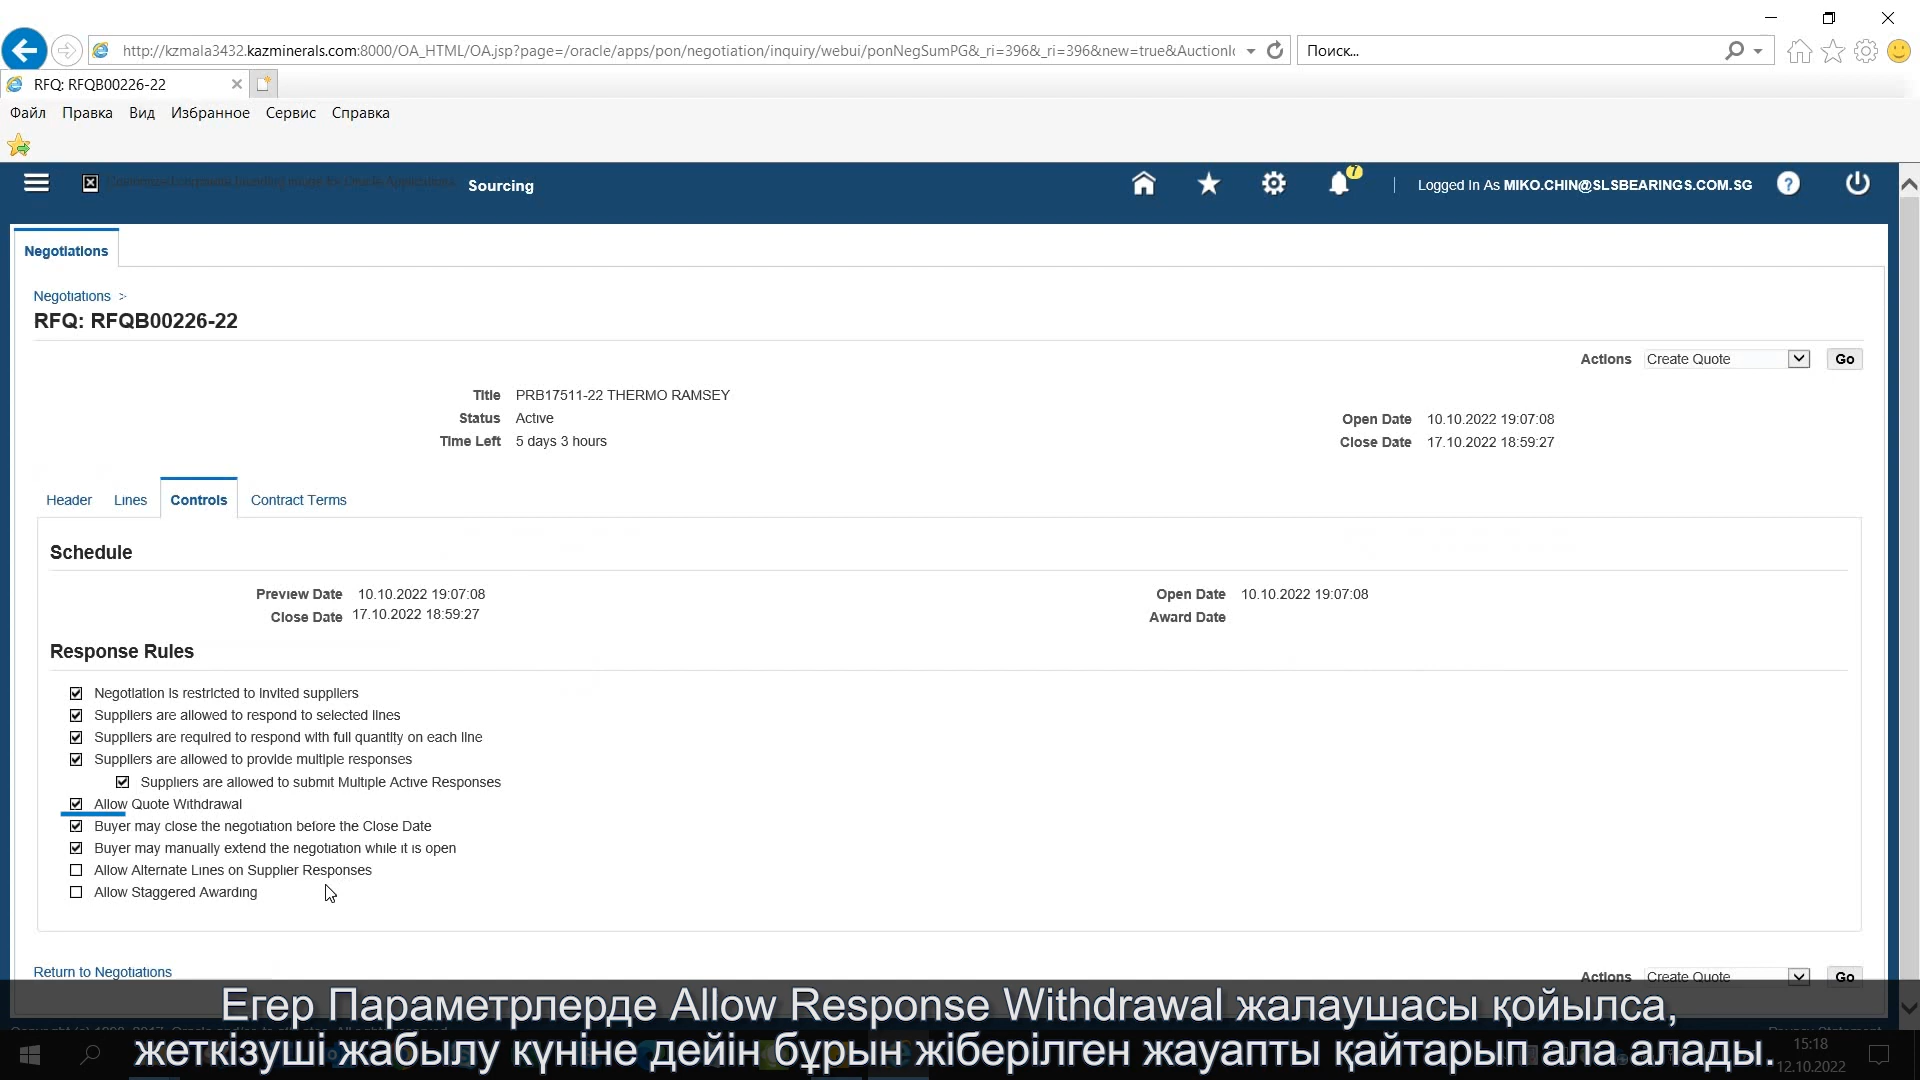 http://kzmala3432.kazminerals.com:8000/OA_HTML/OA.jsp?page=/oracle/apps/pon/negotiation/inquiry/webui/ponNegSumPG&_ri=396&_ri=396&new=true&AuctionI
Поиск...
RFQ: RFQB00226-22
Файл Правка Вид Избранное Сервис Справка
Sourcing
7
Logged In As MIKO.CHIN@SLSBEARINGS.COM.SG
Negotiations
Negotiations >
RFQ: RFQB00226-22
Actions Create Quote Go
Title PRB17511-22 THERMO RAMSEY
Status Active
Time Left 5 days 3 hours
Open Date 10.10.2022 19:07:08
Close Date 17.10.2022 18:59:27
Header Lines Controls Contract Terms
Schedule
Preview Date 10.10.2022 19:07:08
Close Date 17.10.2022 18:59:27
Open Date 10.10.2022 19:07:08
Award Date
Response Rules
Negotiation is restricted to invited suppliers
Suppliers are allowed to respond to selected lines
Suppliers are required to respond with full quantity on each line
Suppliers are allowed to provide multiple responses
Suppliers are allowed to submit Multiple Active Responses
Allow Quote Withdrawal
Buyer may close the negotiation before the Close Date
Buyer may manually extend the negotiation while it is open
Allow Alternate Lines on Supplier Responses
Allow Staggered Awarding
Return to Negotiations
Actions Create Quote Go
Егер Параметрлерде Allow Response Withdrawal жалаушасы қойылса,
жеткізуші жабылу күніне дейін бұрын жіберілген жауапты қайтарып ала алады.
Privacy Statement
15:18
12.10.2022